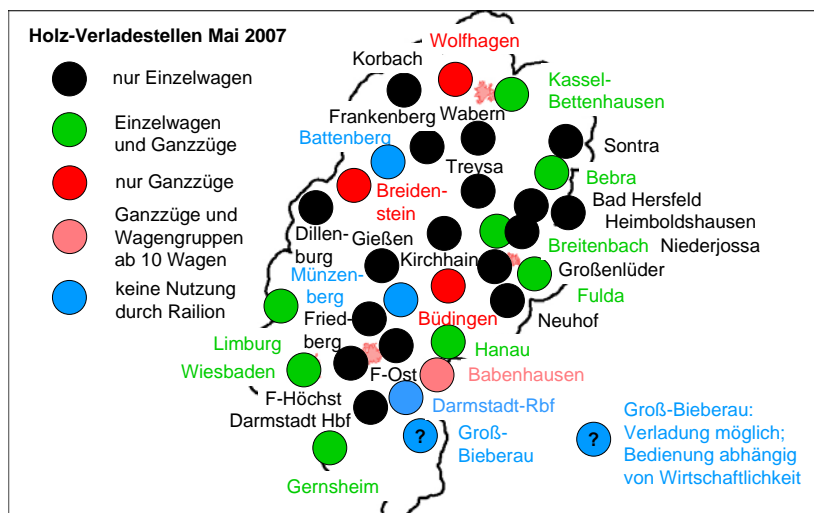 Holz-Verladestellen Mai 2007
nur Einzelwagen
Einzelwagen
und Ganzzüge
nur Ganzzüge
Ganzzüge und
Wagengruppen
ab 10 Wagen
keine Nutzung
durch Railion
Wolfhagen
Korbach
Kassel-
Bettenhausen
Frankenberg
Wabern
Battenberg
Sontra
Treysa
Bebra
Breiden-
stein
Bad Hersfeld
Heimboldshausen
Dillen-
burg
Gießen
Breitenbach
Niederjossa
Kirchhain
Großenlüder
Münzen-
berg
Fulda
Büdingen
Neuhof
Fried-
berg
Limburg
Hanau
Wiesbaden
F-Ost
Babenhausen
F-Höchst
Darmstadt Hbf
Darmstadt-Rbf
?
Groß-
Bieberau
Gernsheim
?
Groß-Bieberau:
Verladung möglich;
Bedienung abhängig
von Wirtschaftlichkeit